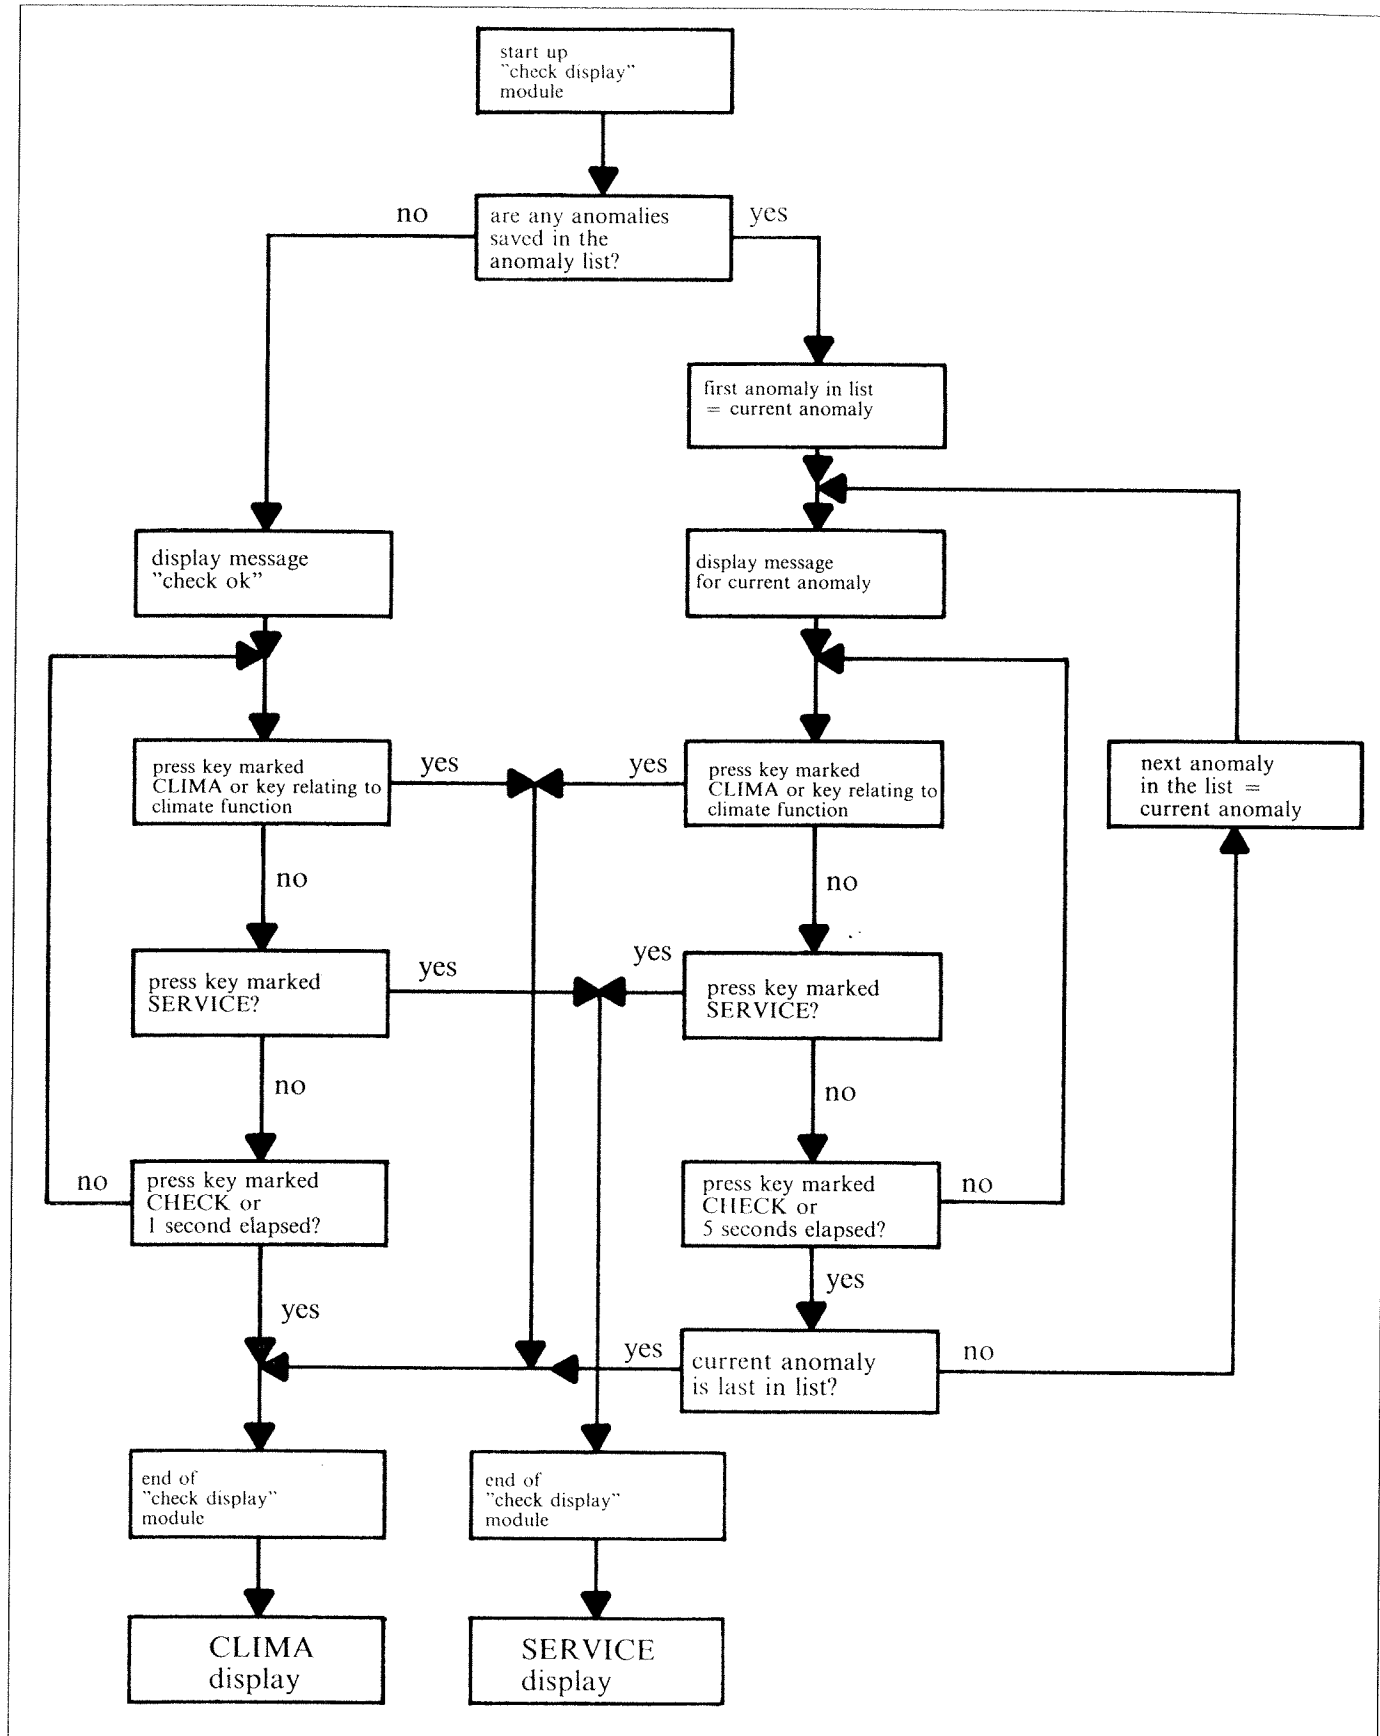 start up
”check display”
module
no
are any anomalies
saved in the
anomaly list?
yes
first anomaly in list
= current anomaly
display message
”check ok”
display message
for current anomaly
press key marked
CLIMA or key relating to
climate function
yes
yes
press key marked
CLIMA or key relating to
climate function
next anomaly
in the list =
current anomaly
no
no
press key marked
SERVICE?
yes
yes
press key marked
SERVICE?
no
no
no
press key marked
CHECK or
1 second elapsed?
press key marked
CHECK or
5 seconds elapsed?
no
yes
yes
yes
current anomaly
is last in list?
no
end of
”check display”
module
end of
”check display”
module
CLIMA
display
SERVICE
display